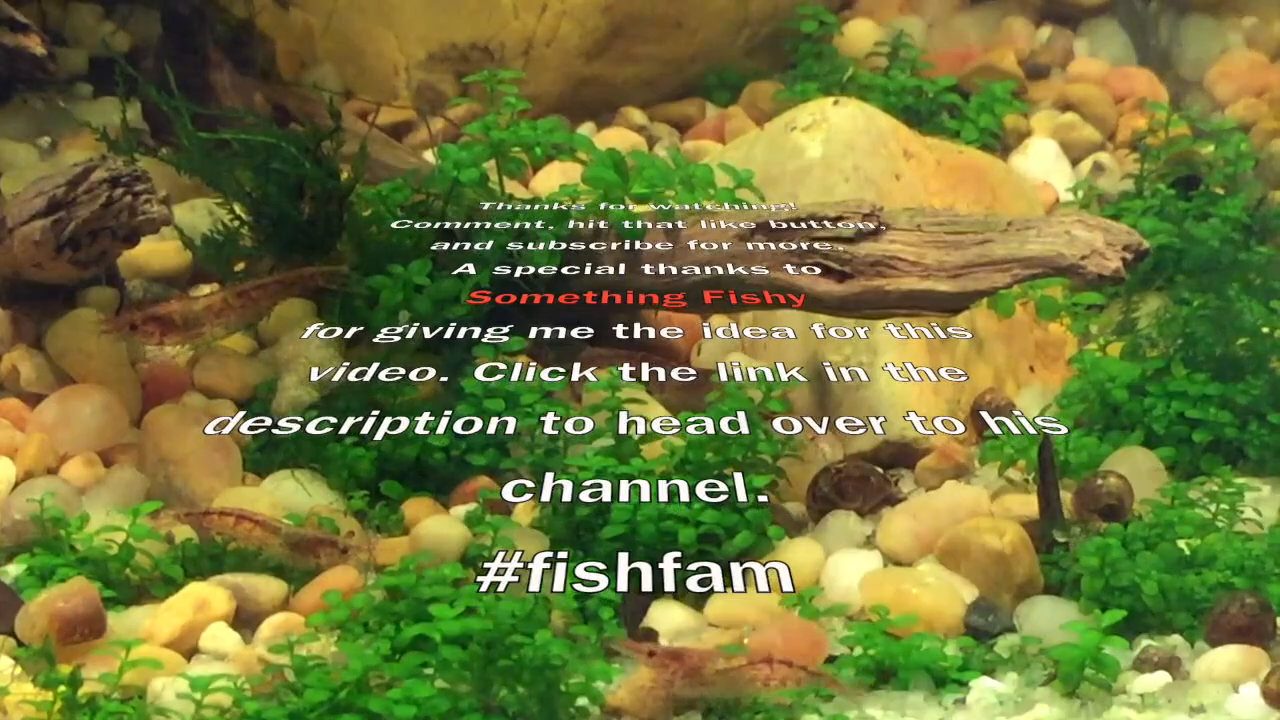 Thanks for watching!
Comment, hit that like button,
and subscribe for more.
A special thanks to
Something Fishy
for giving me the idea for this
video. Click the link in the
description to head over to his
channel.
#fishfam